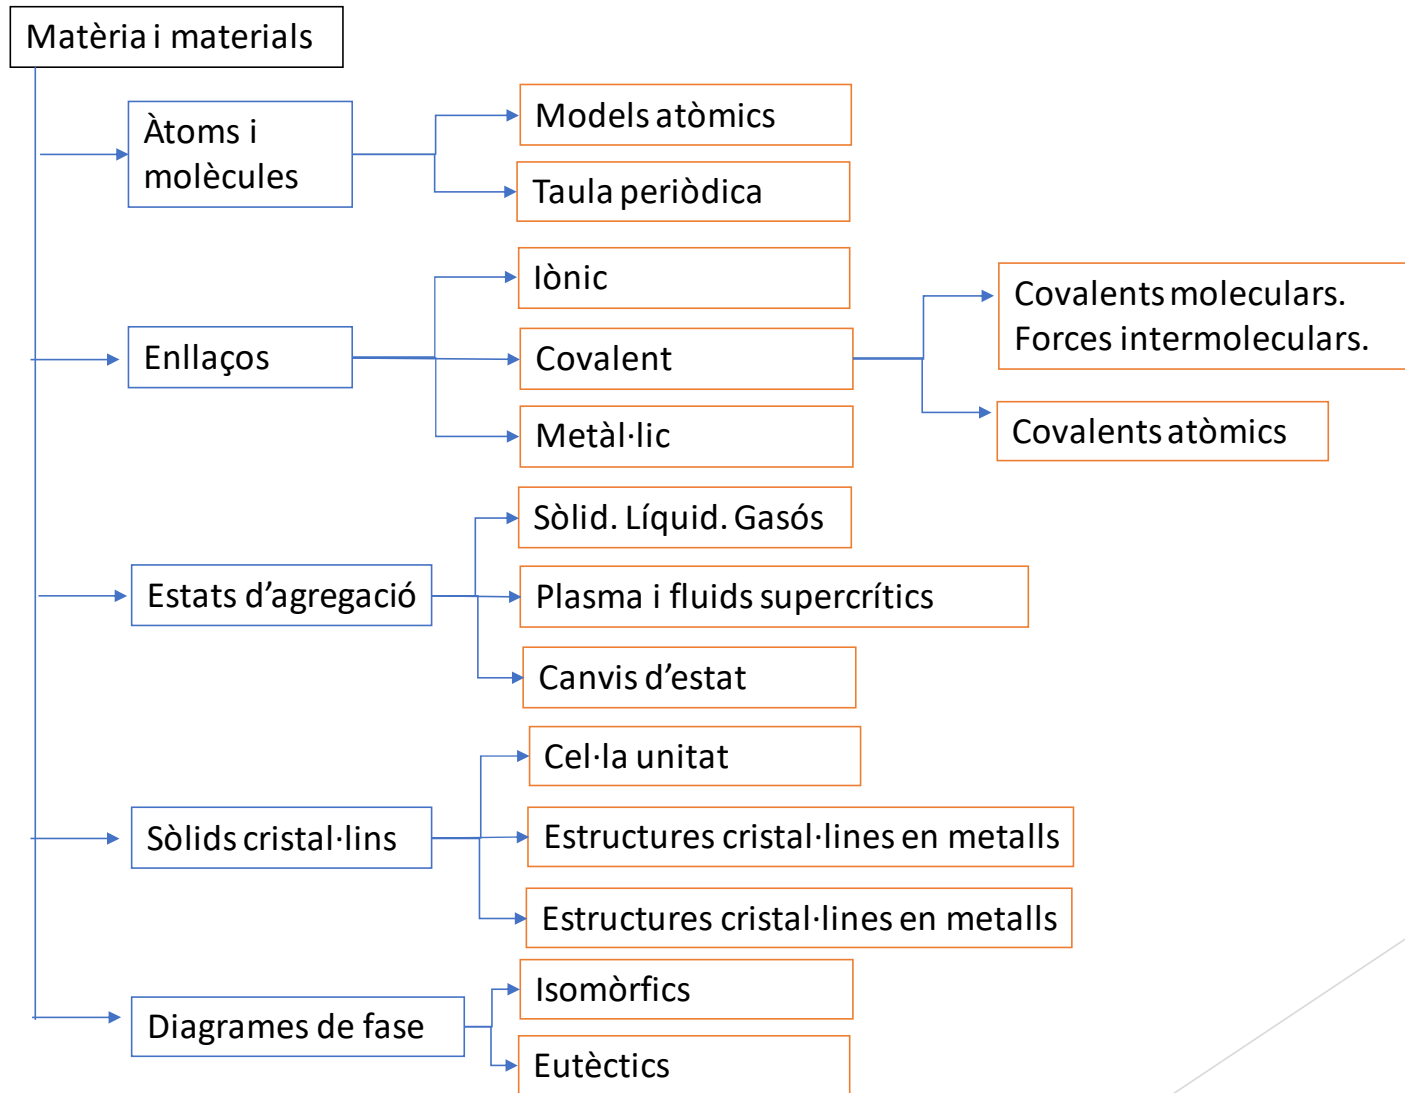 Matèria i materials
Àtoms i
molècules
Models atòmics
Taula periòdica
Enllaços
Iònic
Covalent
Metàl·lic
Covalents moleculars.
Forces intermoleculars.
Covalents atòmics
Estats d’agregació
Sòlid. Líquid. Gasós
Plasma i fluids supercrítics
Canvis d’estat
Sòlids cristal·lins
Cel·la unitat
Estructures cristal·lines en metalls
Estructures cristal·lines en metalls
Diagrames de fase
Isomòrfics
Eutèctics